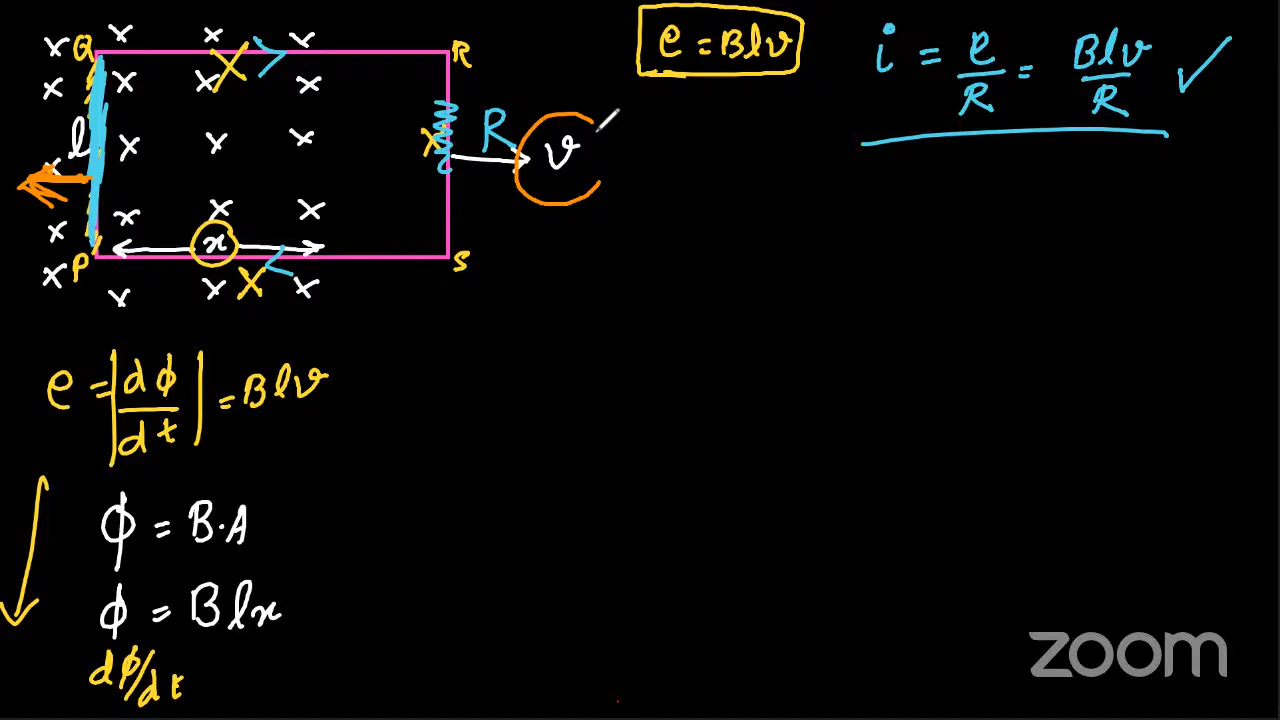 Q R
l
R v
x
P S
e = Blv
i = e/R = Blv/R ✓
e = |dϕ/dt| = Blv
ϕ = B·A
ϕ = Blx
dϕ/dt
zoom